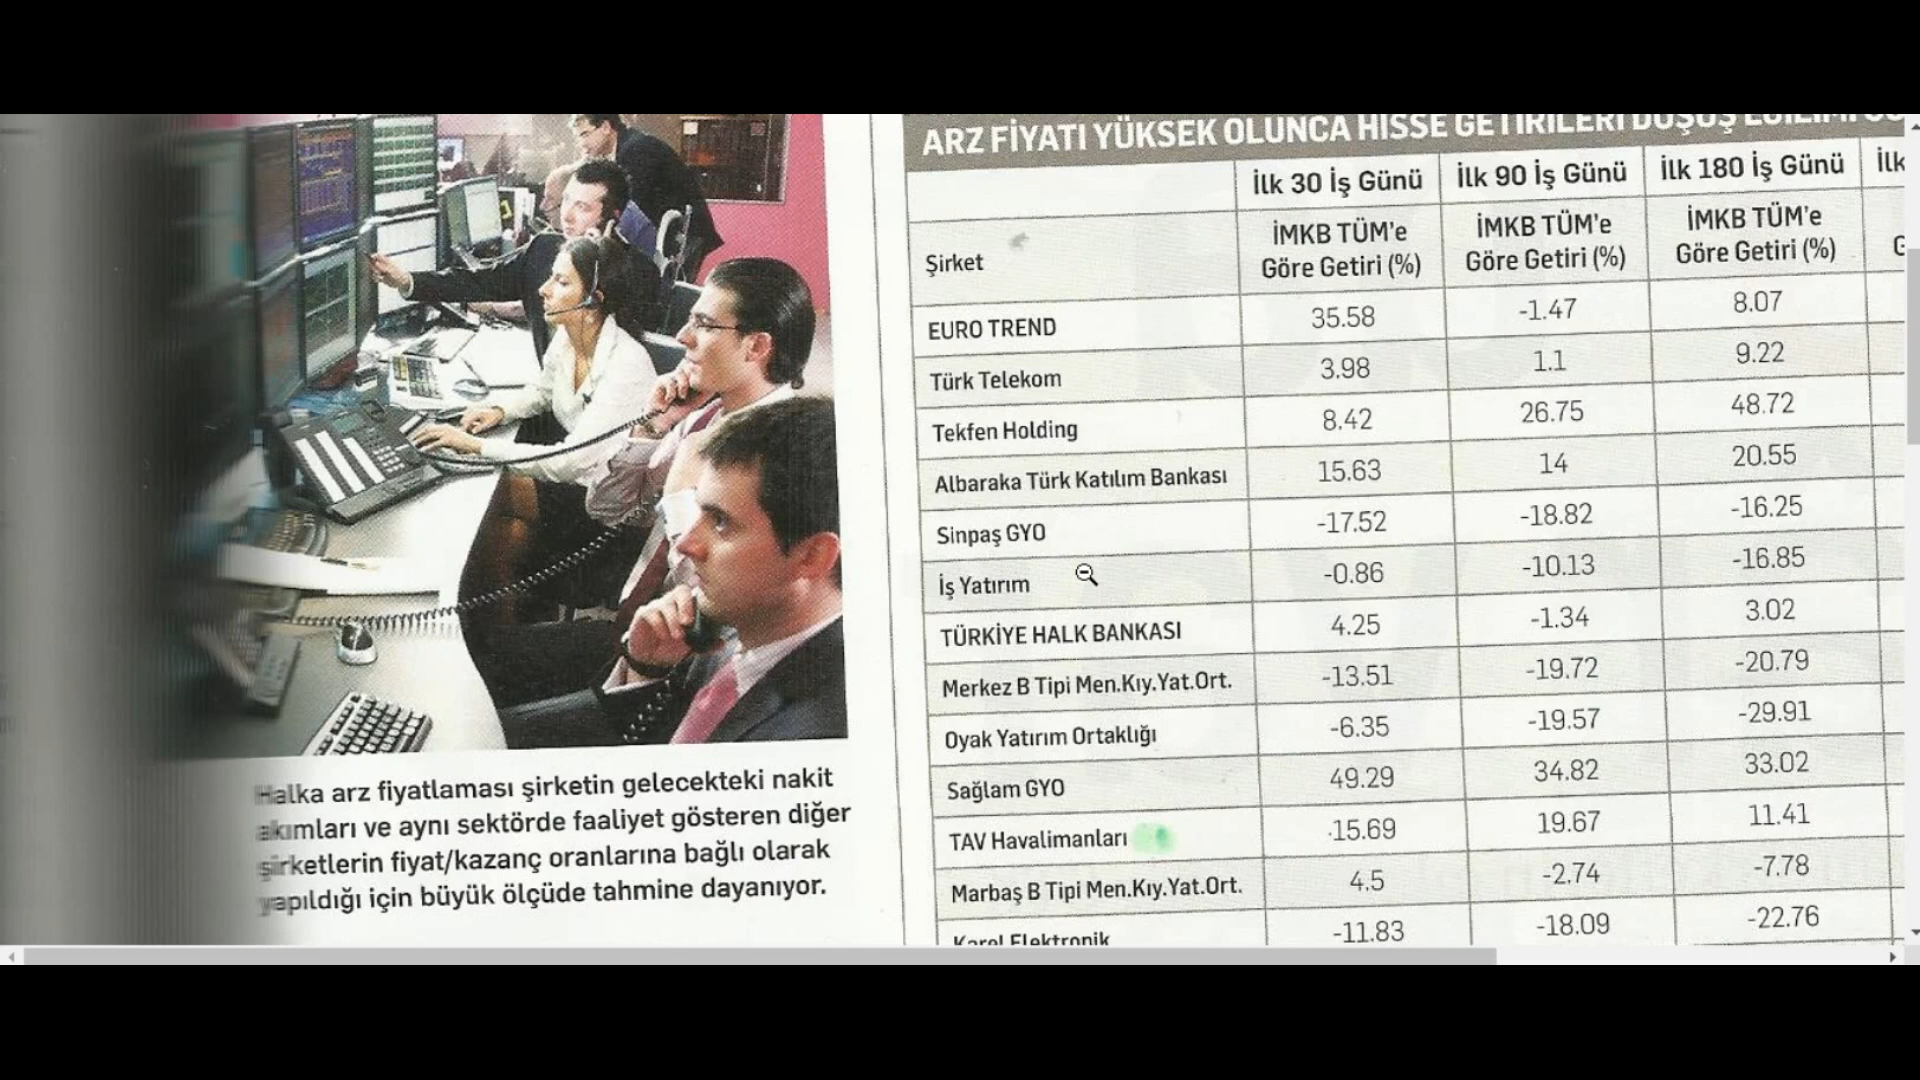 Halka arz fiyatlaması şirketin gelecekteki nakit
akımları ve aynı sektörde faaliyet gösteren diğer
şirketlerin fiyat/kazanç oranlarına bağlı olarak
yapıldığı için büyük ölçüde tahmine dayanıyor.
ARZ FİYATI YÜKSEK OLUNCA HİSSE GETİRİLERİ DÜŞÜŞ
İlk 30 İş Günü İlk 90 İş Günü İlk 180 İş Günü İlk
Şirket İMKB TÜM'e Göre Getiri (%) İMKB TÜM'e Göre Getiri (%) İMKB TÜM'e Göre Getiri (%)
EURO TREND 35.58 -1.47 8.07
Türk Telekom 3.98 1.1 9.22
Tekfen Holding 8.42 26.75 48.72
Albaraka Türk Katılım Bankası 15.63 14 20.55
Sinpaş GYO -17.52 -18.82 -16.25
İş Yatırım -0.86 -10.13 -16.85
TÜRKİYE HALK BANKASI 4.25 -1.34 3.02
Merkez B Tipi Men.Kıy.Yat.Ort. -13.51 -19.72 -20.79
Oyak Yatırım Ortaklığı -6.35 -19.57 -29.91
Sağlam GYO 49.29 34.82 33.02
TAV Havalimanları 15.69 19.67 11.41
Marbaş B Tipi Men.Kıy.Yat.Ort. 4.5 -2.74 -7.78
Karel Elektronik -11.83 -18.09 -22.76